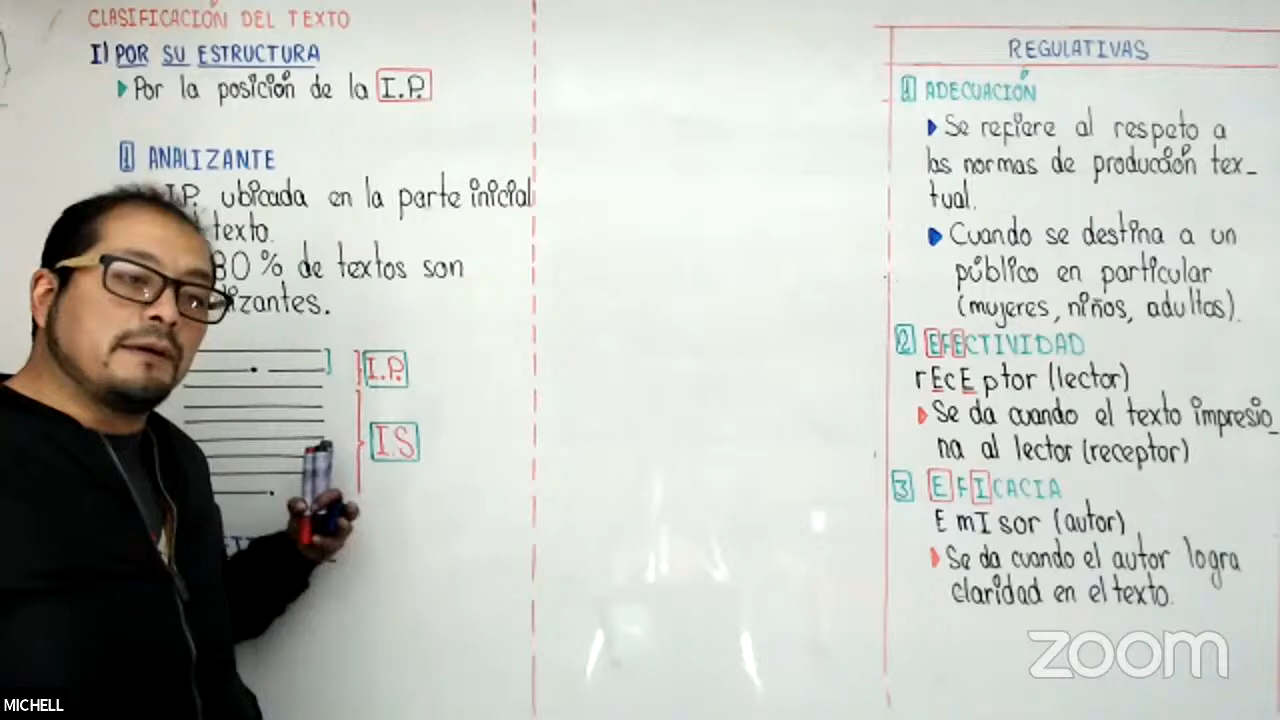 CLASIFICACIÓN DEL TEXTO
I) POR SU ESTRUCTURA
Por la posición de la I.P.
1 ANALIZANTE
I.P. ubicada en la parte inicial
texto.
80 % de textos son
izantes.
I.P.
I.S
REGULATIVAS
1 ADECUACIÓN
Se refiere al respeto a
las normas de producción tex-
tual.
Cuando se destina a un
público en particular
(mujeres, niños, adultos).
2 EFECTIVIDAD
rEcEptor (lector)
Se da cuando el texto impresio_
na al lector (receptor)
3 EFICACIA
EmIsor (autor)
Se da cuando el autor logra
claridad en el texto.
zoom
MICHELL